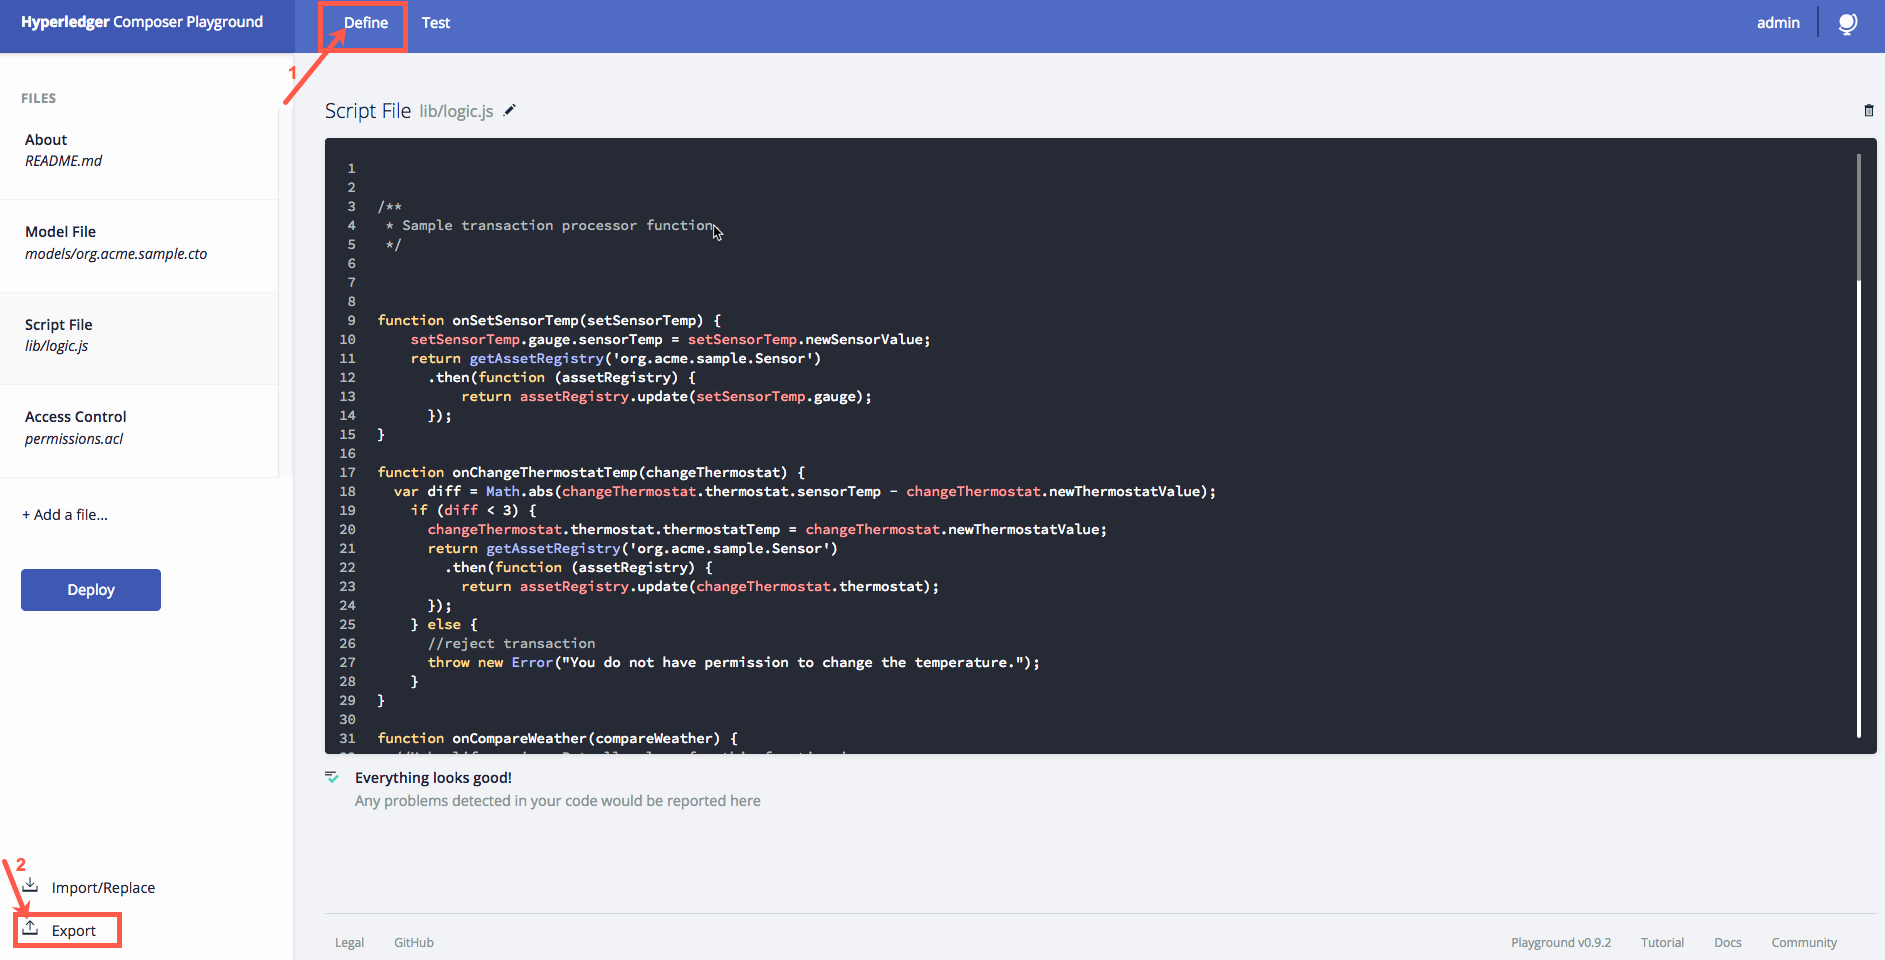 Hyperledger Composer Playground
Define
Test
admin
1
FILES
About
README.md
Model File
models/org.acme.sample.cto
Script File
lib/logic.js
Access Control
permissions.acl
+ Add a file...
Deploy
2
Import/Replace
Export
Script File lib/logic.js
1
2
3 /**
4  * Sample transaction processor function
5  */
6
7
8
9 function onSetSensorTemp(setSensorTemp) {
10     setSensorTemp.gauge.sensorTemp = setSensorTemp.newSensorValue;
11     return getAssetRegistry('org.acme.sample.Sensor')
12       .then(function (assetRegistry) {
13           return assetRegistry.update(setSensorTemp.gauge);
14       });
15 }
16
17 function onChangeThermostatTemp(changeThermostat) {
18   var diff = Math.abs(changeThermostat.thermostat.sensorTemp - changeThermostat.newThermostatValue);
19     if (diff < 3) {
20       changeThermostat.thermostat.thermostatTemp = changeThermostat.newThermostatValue;
21       return getAssetRegistry('org.acme.sample.Sensor')
22         .then(function (assetRegistry) {
23           return assetRegistry.update(changeThermostat.thermostat);
24       });
25     } else {
26       //reject transaction
27       throw new Error("You do not have permission to change the temperature.");
28     }
29 }
30
31 function onCompareWeather(compareWeather) {
Everything looks good!
Any problems detected in your code would be reported here
Legal
GitHub
Playground v0.9.2
Tutorial
Docs
Community